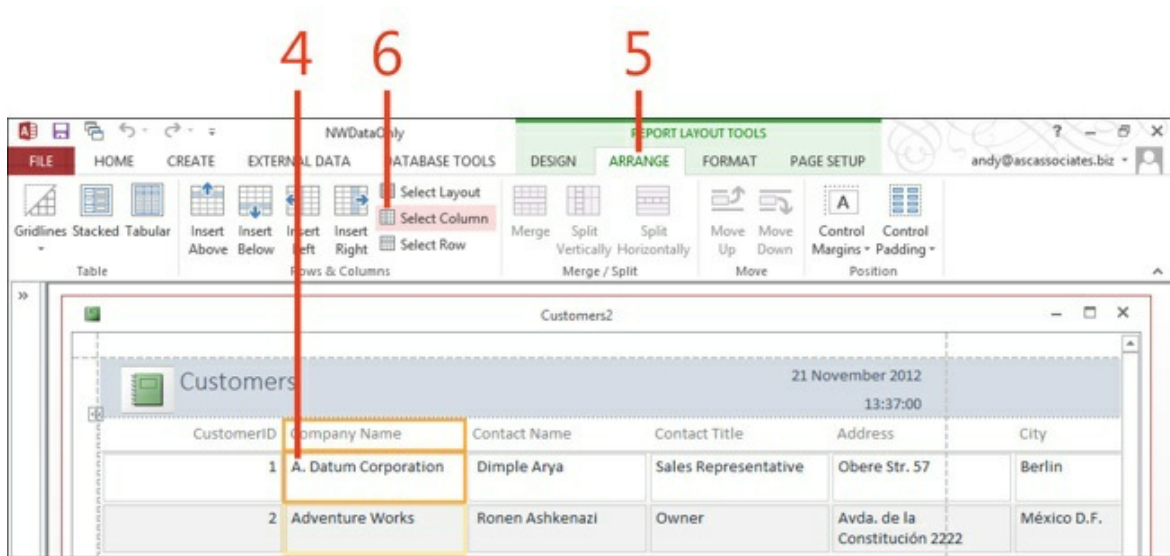 4 6 5
NWDataOnly REPORT LAYOUT TOOLS ?
FILE HOME CREATE EXTERNAL DATA DATABASE TOOLS DESIGN ARRANGE FORMAT PAGE SETUP andy@ascassociates.biz
Gridlines Stacked Tabular Insert Above Insert Below Insert Left Insert Right
Select Layout
Select Column
Select Row
Merge Split Vertically Split Horizontally Move Up Move Down Control Margins Control Padding
A
Table Rows & Columns Merge / Split Move Position
»
Customers2
Customers
21 November 2012
13:37:00
CustomerID Company Name Contact Name Contact Title Address City
1 A. Datum Corporation Dimple Arya Sales Representative Obere Str. 57 Berlin
2 Adventure Works Ronen Ashkenazi Owner Avda. de la México D.F.
Constitución 2222